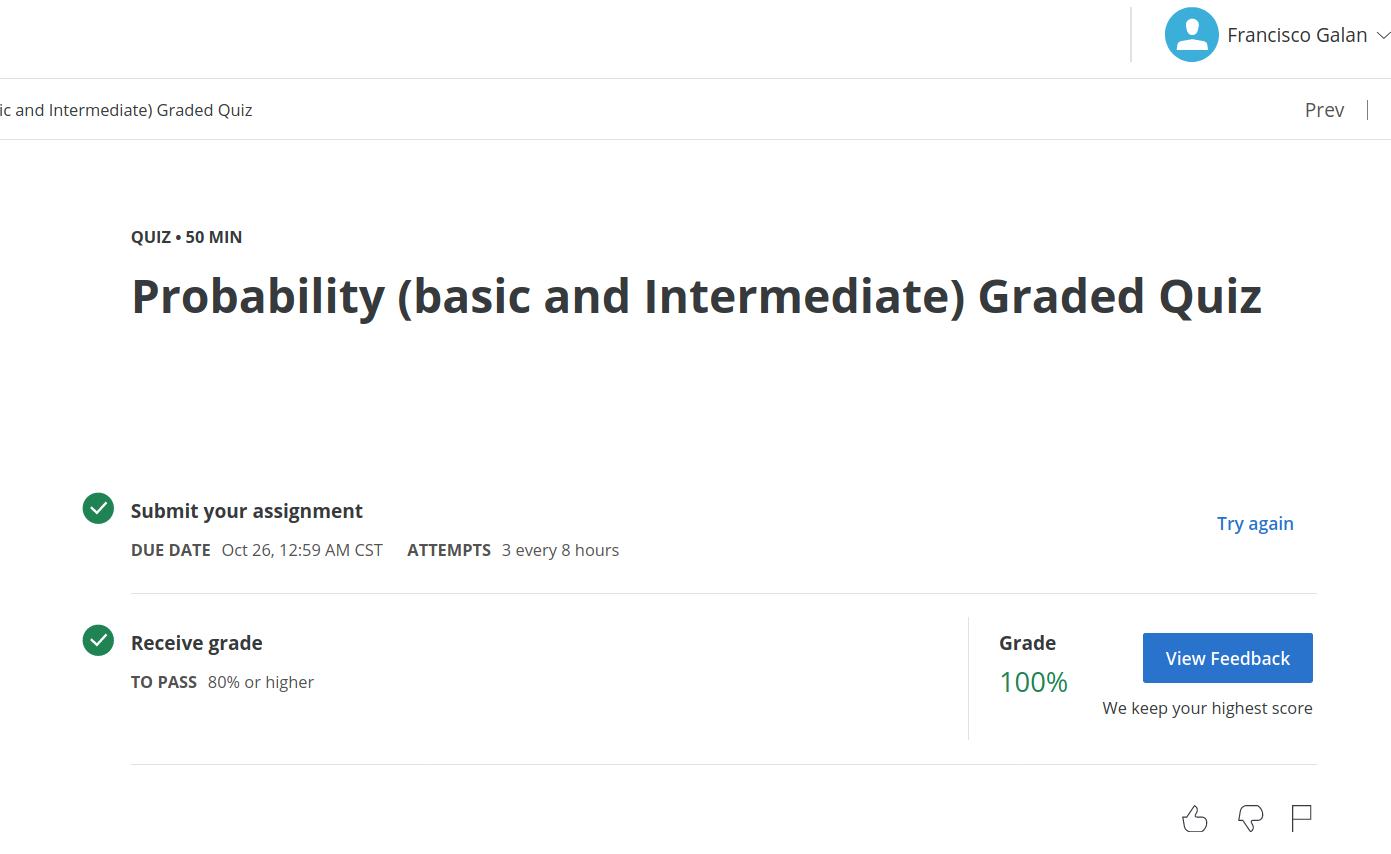 Francisco Galan
ic and Intermediate) Graded Quiz
Prev
QUIZ • 50 MIN
Probability (basic and Intermediate) Graded Quiz
Submit your assignment
Try again
DUE DATE Oct 26, 12:59 AM CST ATTEMPTS 3 every 8 hours
Receive grade
Grade
View Feedback
TO PASS 80% or higher
100%
We keep your highest score